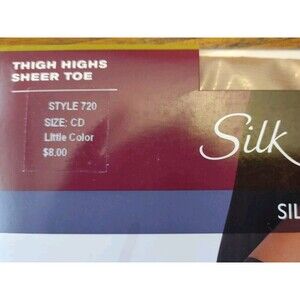 THIGH HIGHS
SHEER TOE
STYLE 720
SIZE: CD
Little Color
$8.00
Silk
SIL